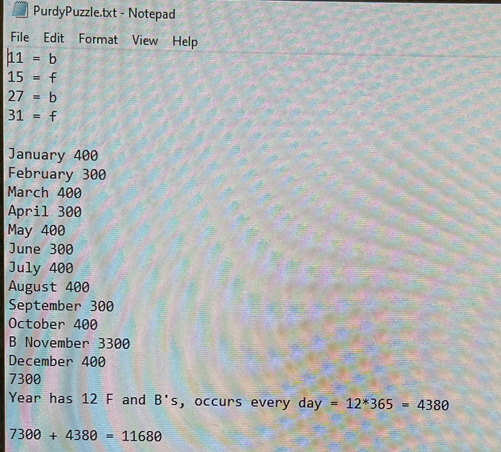 PurdyPuzzle.txt - Notepad
File Edit Format View Help
11 = b
15 = f
27 = b
31 = f
January 400
February 300
March 400
April 300
May 400
June 300
July 400
August 400
September 300
October 400
B November 3300
December 400
7300
Year has 12 F and B's, occurs every day = 12*365 = 4380
7300 + 4380 = 11680